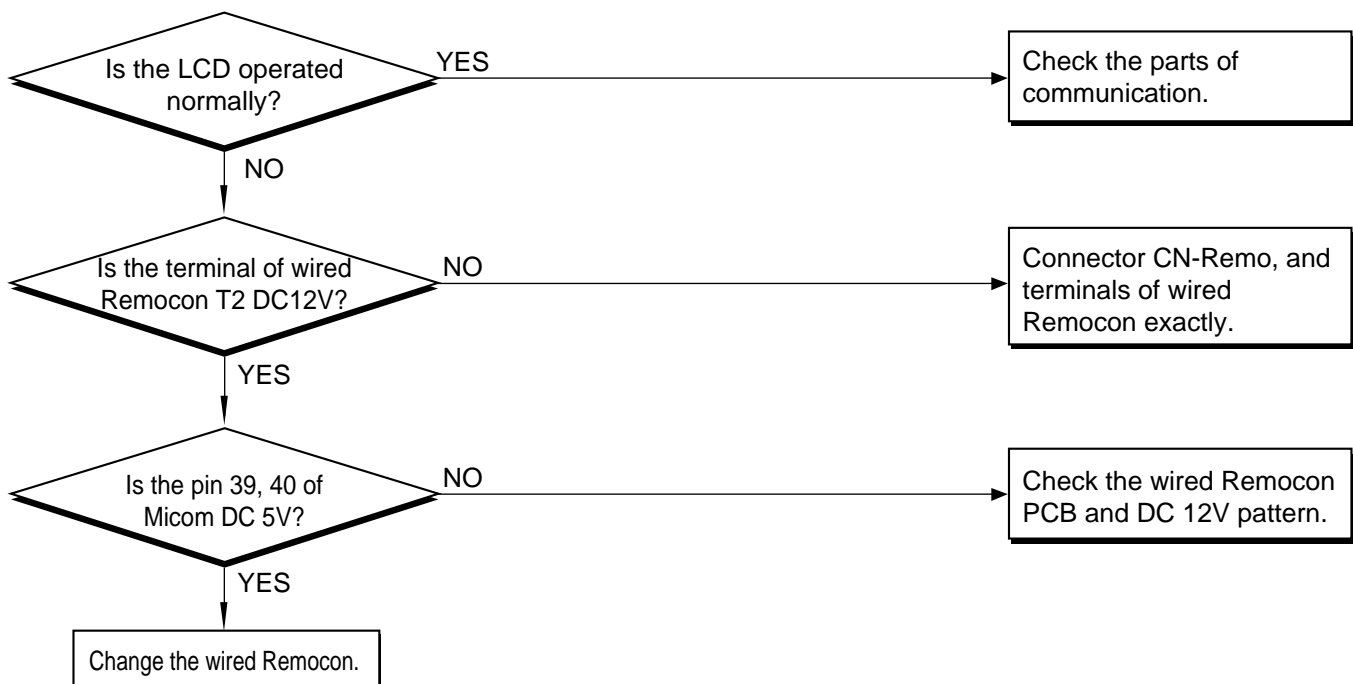 Is the LCD operated
normally?
YES
Check the parts of
communication.
NO
Is the terminal of wired
Remocon T2 DC12V?
NO
Connector CN-Remo, and
terminals of wired
Remocon exactly.
YES
Is the pin 39, 40 of
Micom DC 5V?
NO
Check the wired Remocon
PCB and DC 12V pattern.
YES
Change the wired Remocon.